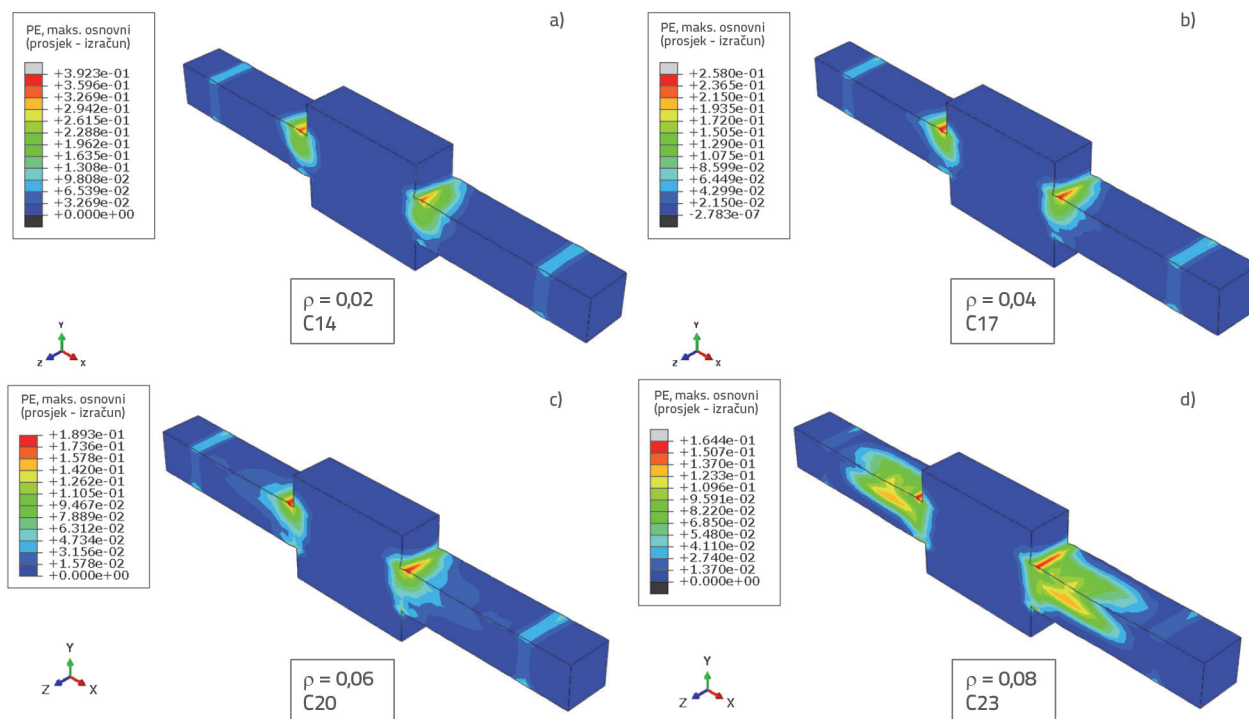 a)
PE, maks. osnovni
(prosjek - izračun)
+3.923e-01
+3.596e-01
+3.269e-01
+2.942e-01
+2.615e-01
+2.288e-01
+1.962e-01
+1.635e-01
+1.308e-01
+9.808e-02
+6.539e-02
+3.269e-02
+0.000e+00
ρ = 0,02
C14
Y
Z
X
b)
PE, maks. osnovni
(prosjek - izračun)
+2.580e-01
+2.365e-01
+2.150e-01
+1.935e-01
+1.720e-01
+1.505e-01
+1.290e-01
+1.075e-01
+8.599e-02
+6.449e-02
+4.299e-02
+2.150e-02
-2.783e-07
ρ = 0,04
C17
Y
Z
X
c)
PE, maks. osnovni
(prosjek - izračun)
+1.893e-01
+1.736e-01
+1.578e-01
+1.420e-01
+1.262e-01
+1.105e-01
+9.467e-02
+7.889e-02
+6.312e-02
+4.734e-02
+3.156e-02
+1.578e-02
+0.000e+00
ρ = 0,06
C20
Y
Z
X
d)
PE, maks. osnovni
(prosjek - izračun)
+1.644e-01
+1.507e-01
+1.370e-01
+1.233e-01
+1.096e-01
+9.591e-02
+8.220e-02
+6.850e-02
+5.480e-02
+4.110e-02
+2.740e-02
+1.370e-02
+0.000e+00
ρ = 0,08
C23
Y
Z
X